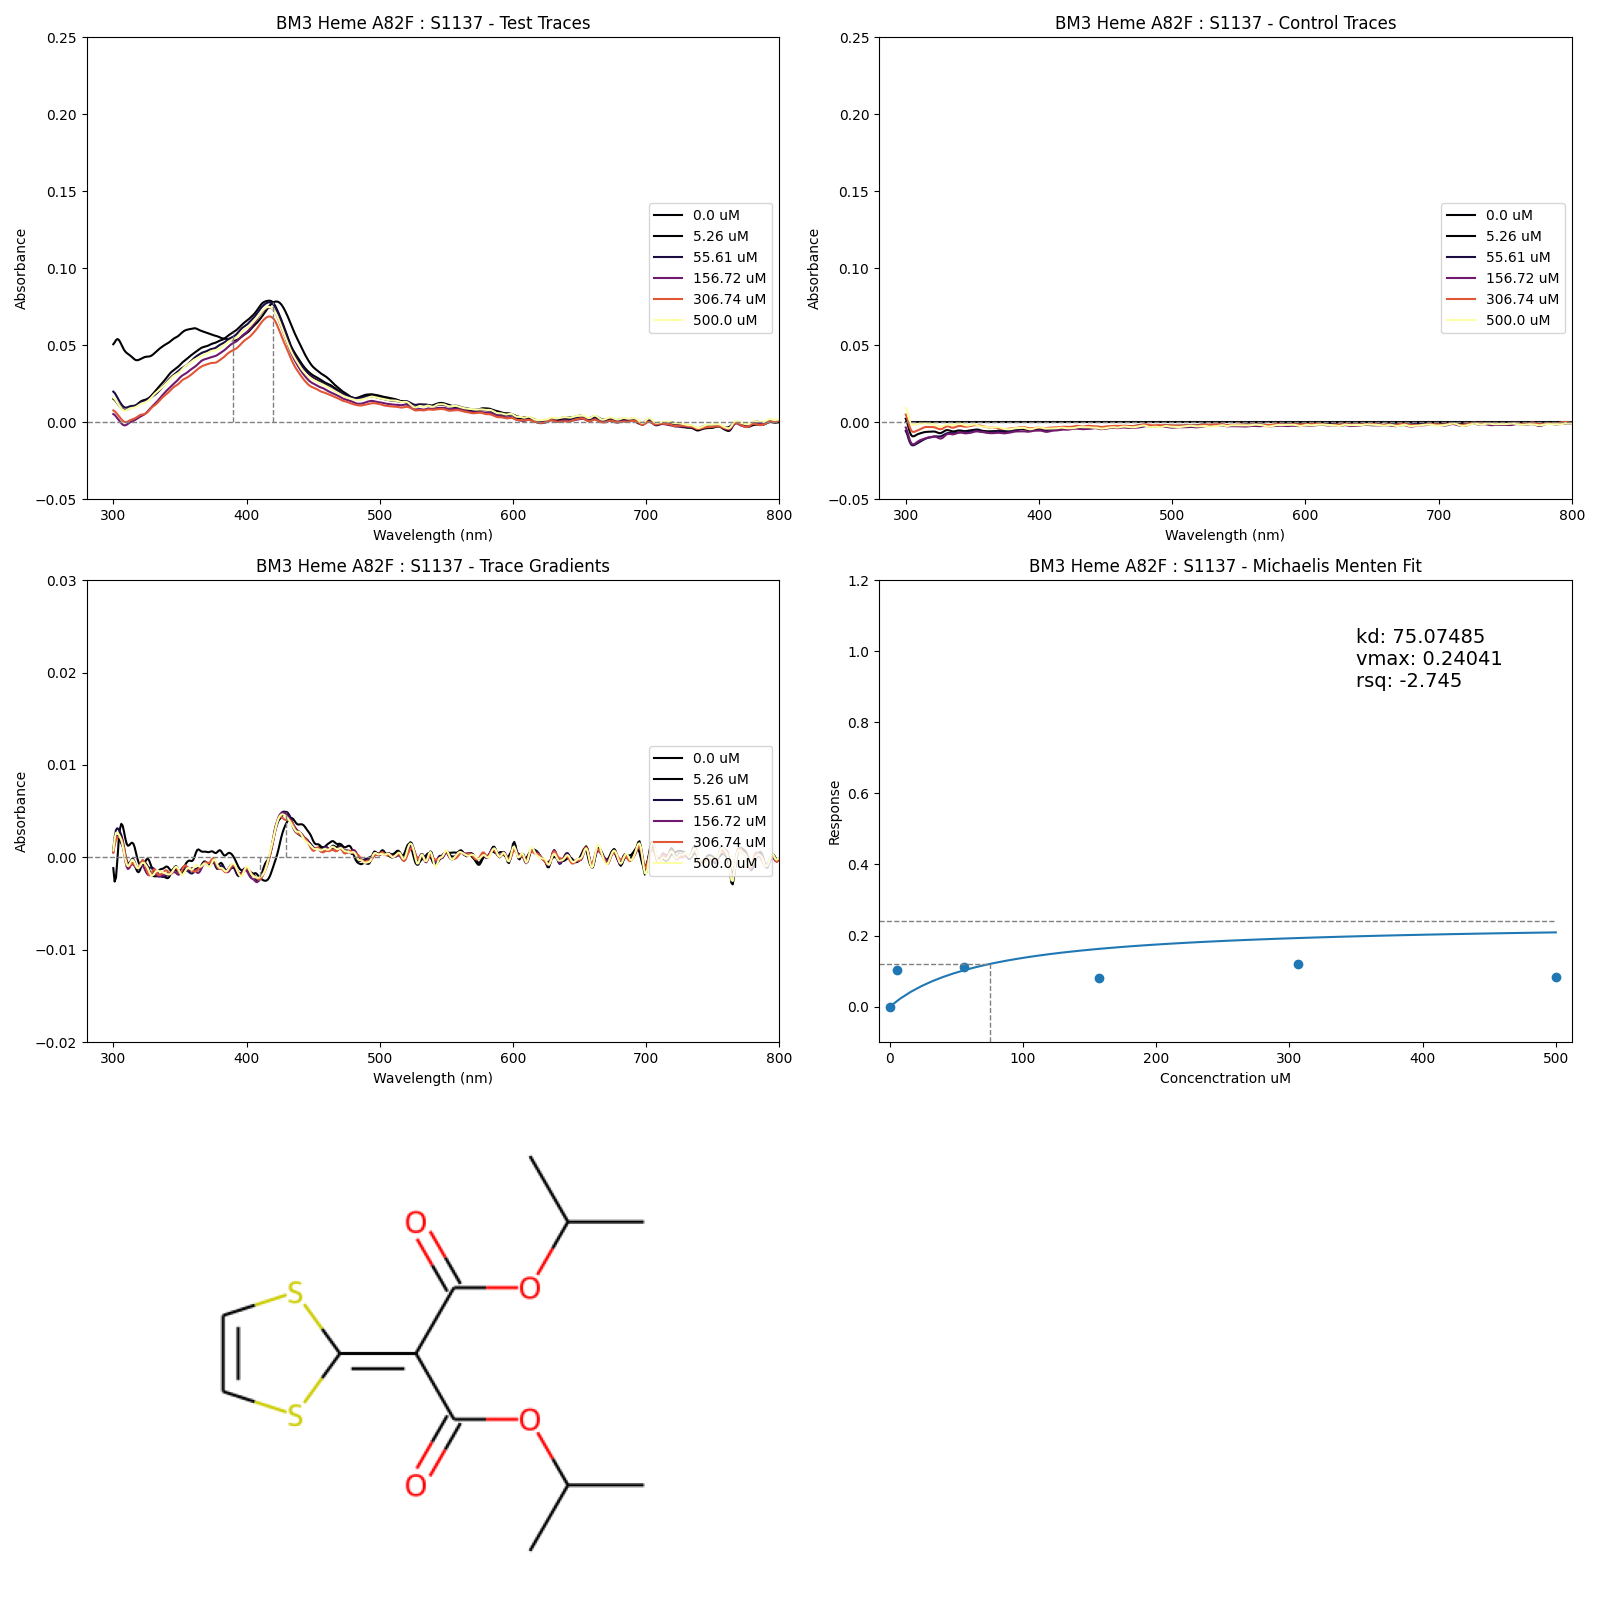 BM3 Heme A82F : S1137 - Test Traces
0.25
0.20
0.15
0.10
0.05
0.00
−0.05
Absorbance
300
400
500
600
700
800
Wavelength (nm)
0.0 uM
5.26 uM
55.61 uM
156.72 uM
306.74 uM
500.0 uM
BM3 Heme A82F : S1137 - Control Traces
0.25
0.20
0.15
0.10
0.05
0.00
−0.05
Absorbance
300
400
500
600
700
800
Wavelength (nm)
0.0 uM
5.26 uM
55.61 uM
156.72 uM
306.74 uM
500.0 uM
BM3 Heme A82F : S1137 - Trace Gradients
0.03
0.02
0.01
0.00
−0.01
−0.02
Absorbance
300
400
500
600
700
800
Wavelength (nm)
0.0 uM
5.26 uM
55.61 uM
156.72 uM
306.74 uM
500.0 uM
BM3 Heme A82F : S1137 - Michaelis Menten Fit
1.2
1.0
0.8
0.6
0.4
0.2
0.0
Response
kd: 75.07485
vmax: 0.24041
rsq: -2.745
0
100
200
300
400
500
Concenctration uM
O
O
S
S
O
O